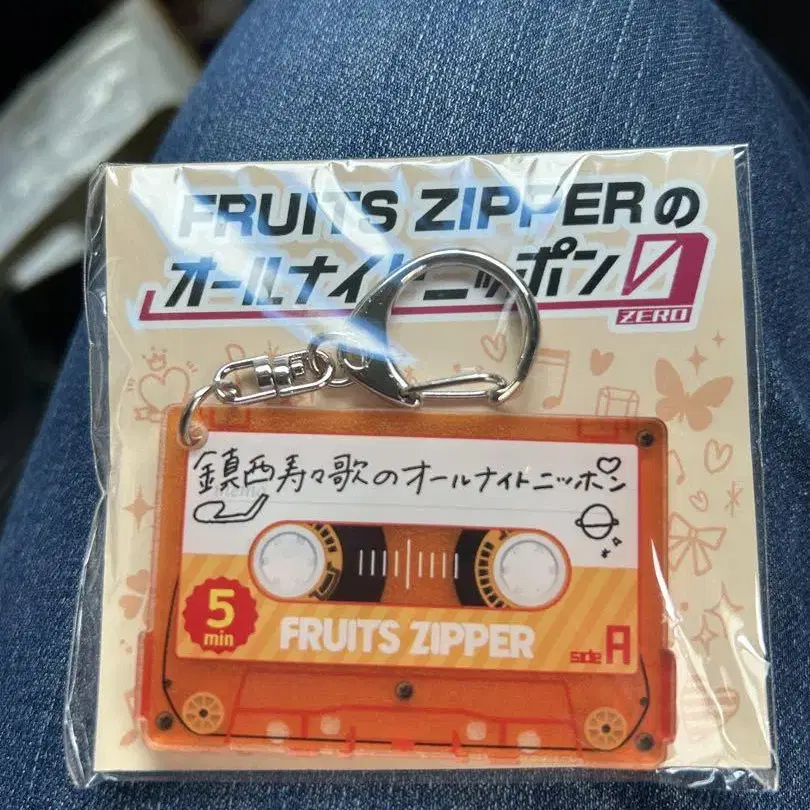 FRUITS ZIPPERの
オールナイトニッポン0
ZERO
鎮西寿々歌のオールナイトニッポン
memo
5
min
FRUITS ZIPPER
side A